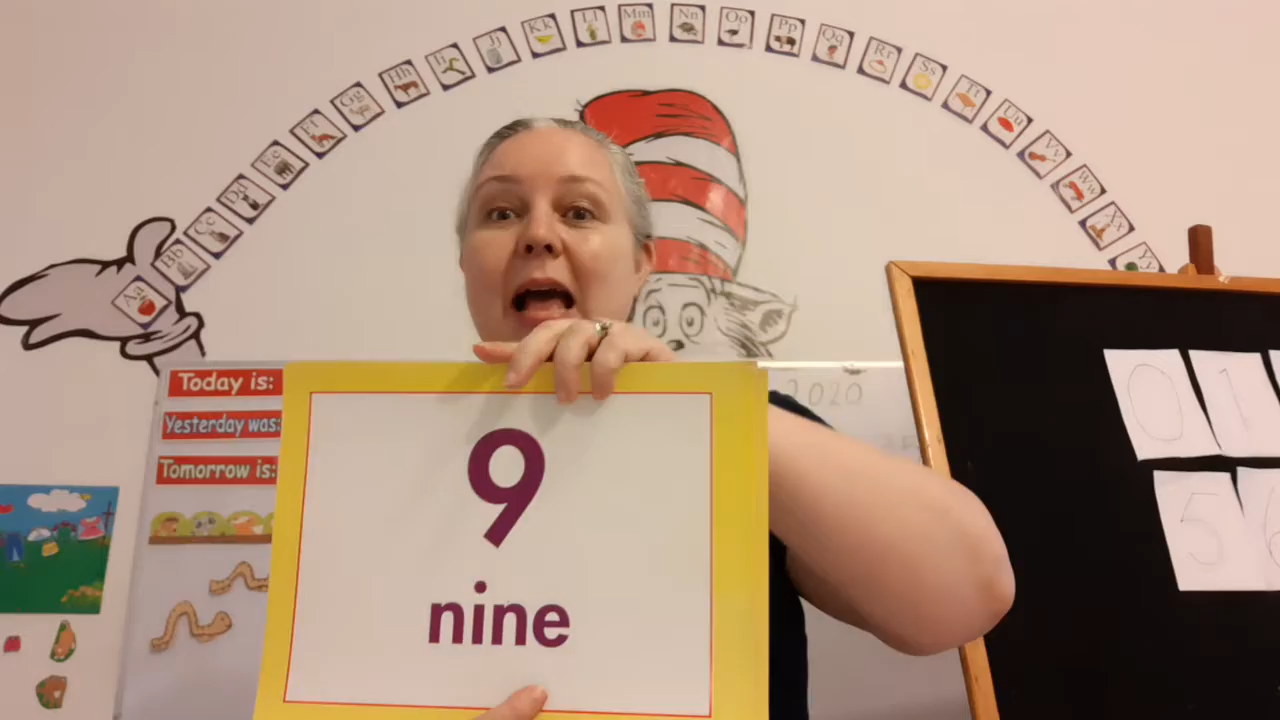 Aa
Bb
Cc
Dd
Ee
Ff
Gg
Hh
Ii
Jj
Kk
Ll
Mm
Nn
Oo
Pp
Qq
Rr
Ss
Tt
Uu
Vv
Ww
Xx
Yy
Today is:
Yesterday was:
Tomorrow is:
2020
9
nine
0 1
5 6